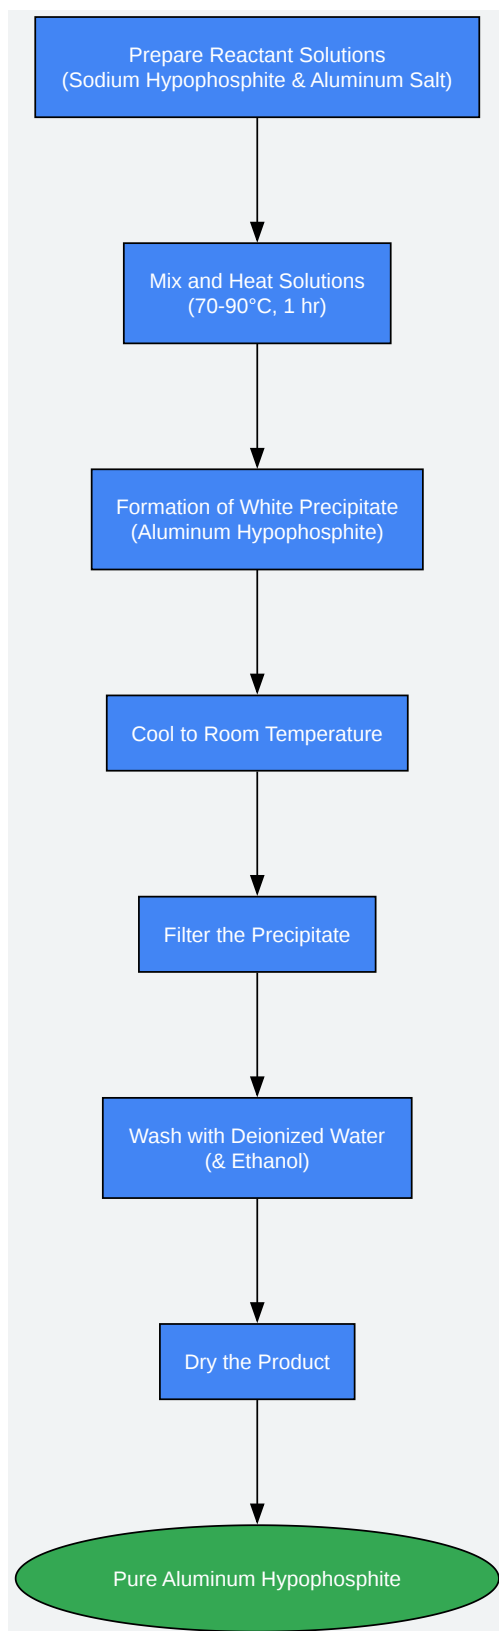 Prepare Reactant Solutions
(Sodium Hypophosphite & Aluminum Salt)
Mix and Heat Solutions
(70-90°C, 1 hr)
Formation of White Precipitate
(Aluminum Hypophosphite)
Cool to Room Temperature
Filter the Precipitate
Wash with Deionized Water
(& Ethanol)
Dry the Product
Pure Aluminum Hypophosphite